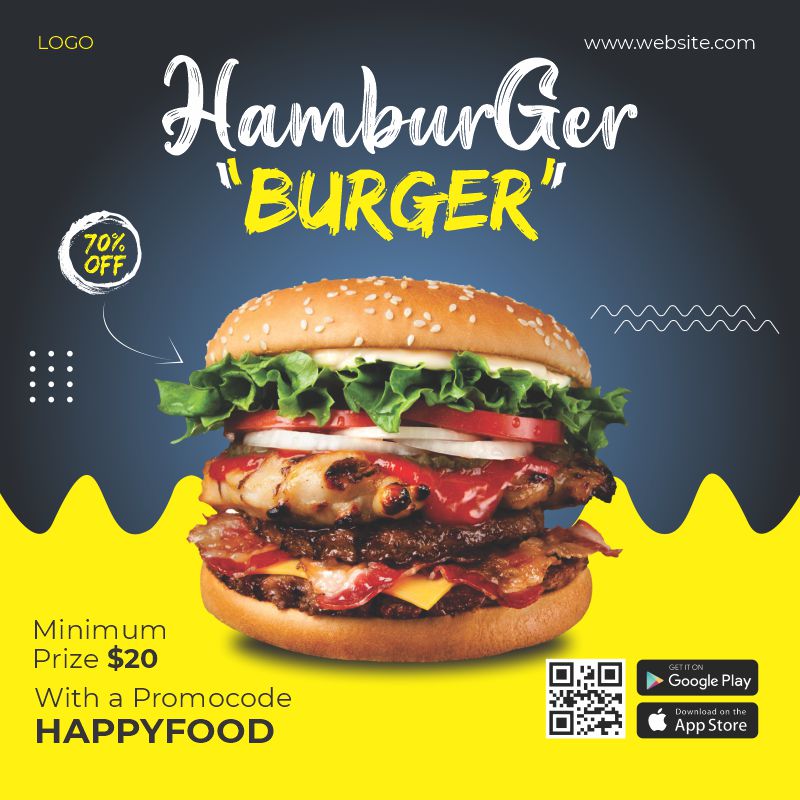 LOGO
www.website.com
HamburGer
"BURGER"
70%
OFF
Minimum
Prize $20
With a Promocode
HAPPYFOOD
GET IT ON
Google Play
Download on the
App Store